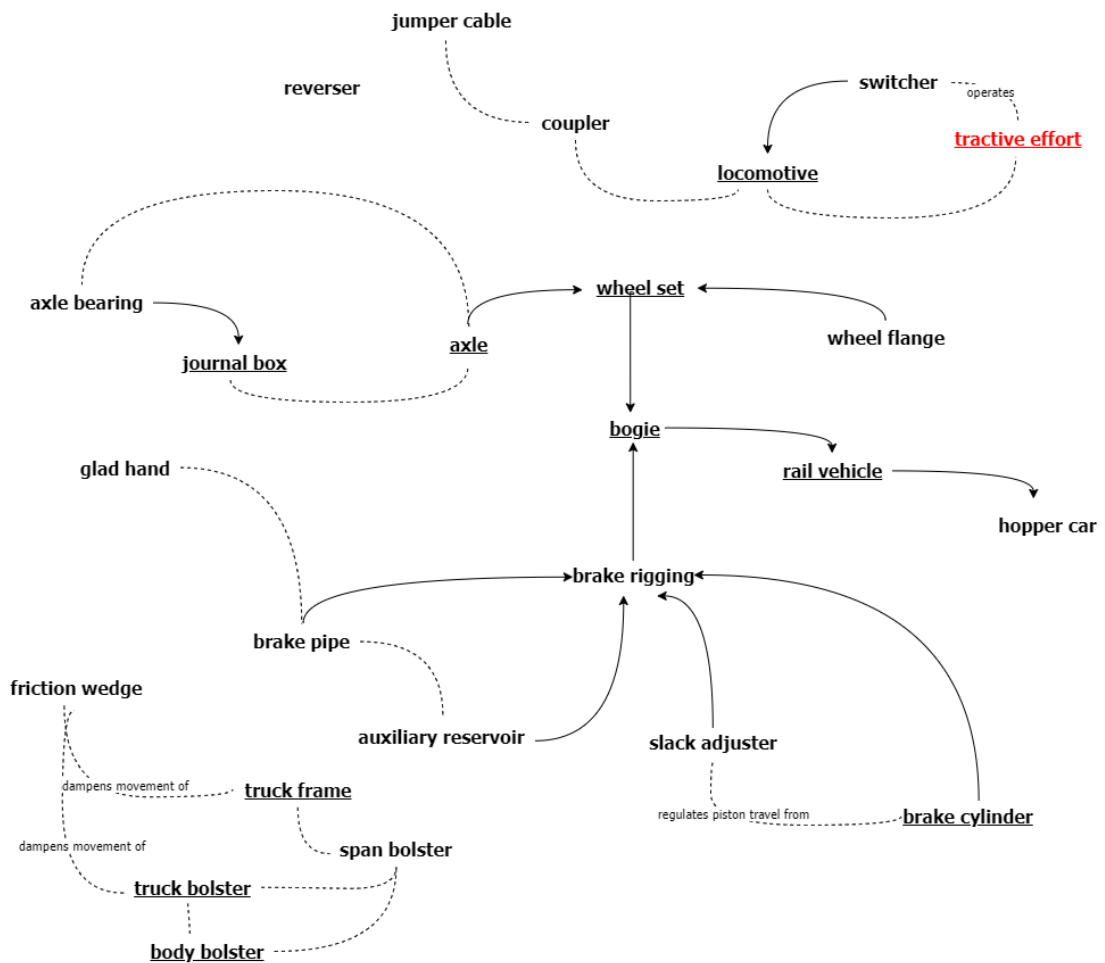 jumper cable
switcher
reverser
operates
coupler
tractive effort
locomotive
wheel set
axle bearing
wheel flange
axle
journal box
bogie
glad hand
rail vehicle
hopper car
brake rigging
brake pipe
friction wedge
auxiliary reservoir
slack adjuster
dampens movement of
truck frame
regulates piston travel from
brake cylinder
dampens movement of
span bolster
truck bolster
body bolster